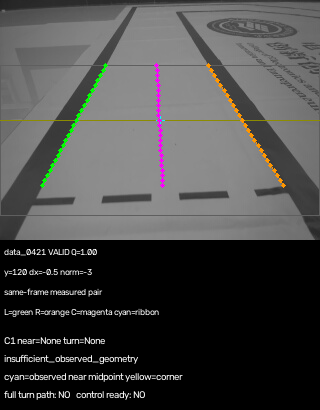 data_0421 VALID Q=1.00
y=120 dx=-0.5 norm=-3
same-frame measured pair
L=green R=orange C=magenta cyan=ribbon
C1 near=None turn=None
insufficient_observed_geometry
cyan=observed near midpoint yellow=corner
full turn path: NO control ready: NO